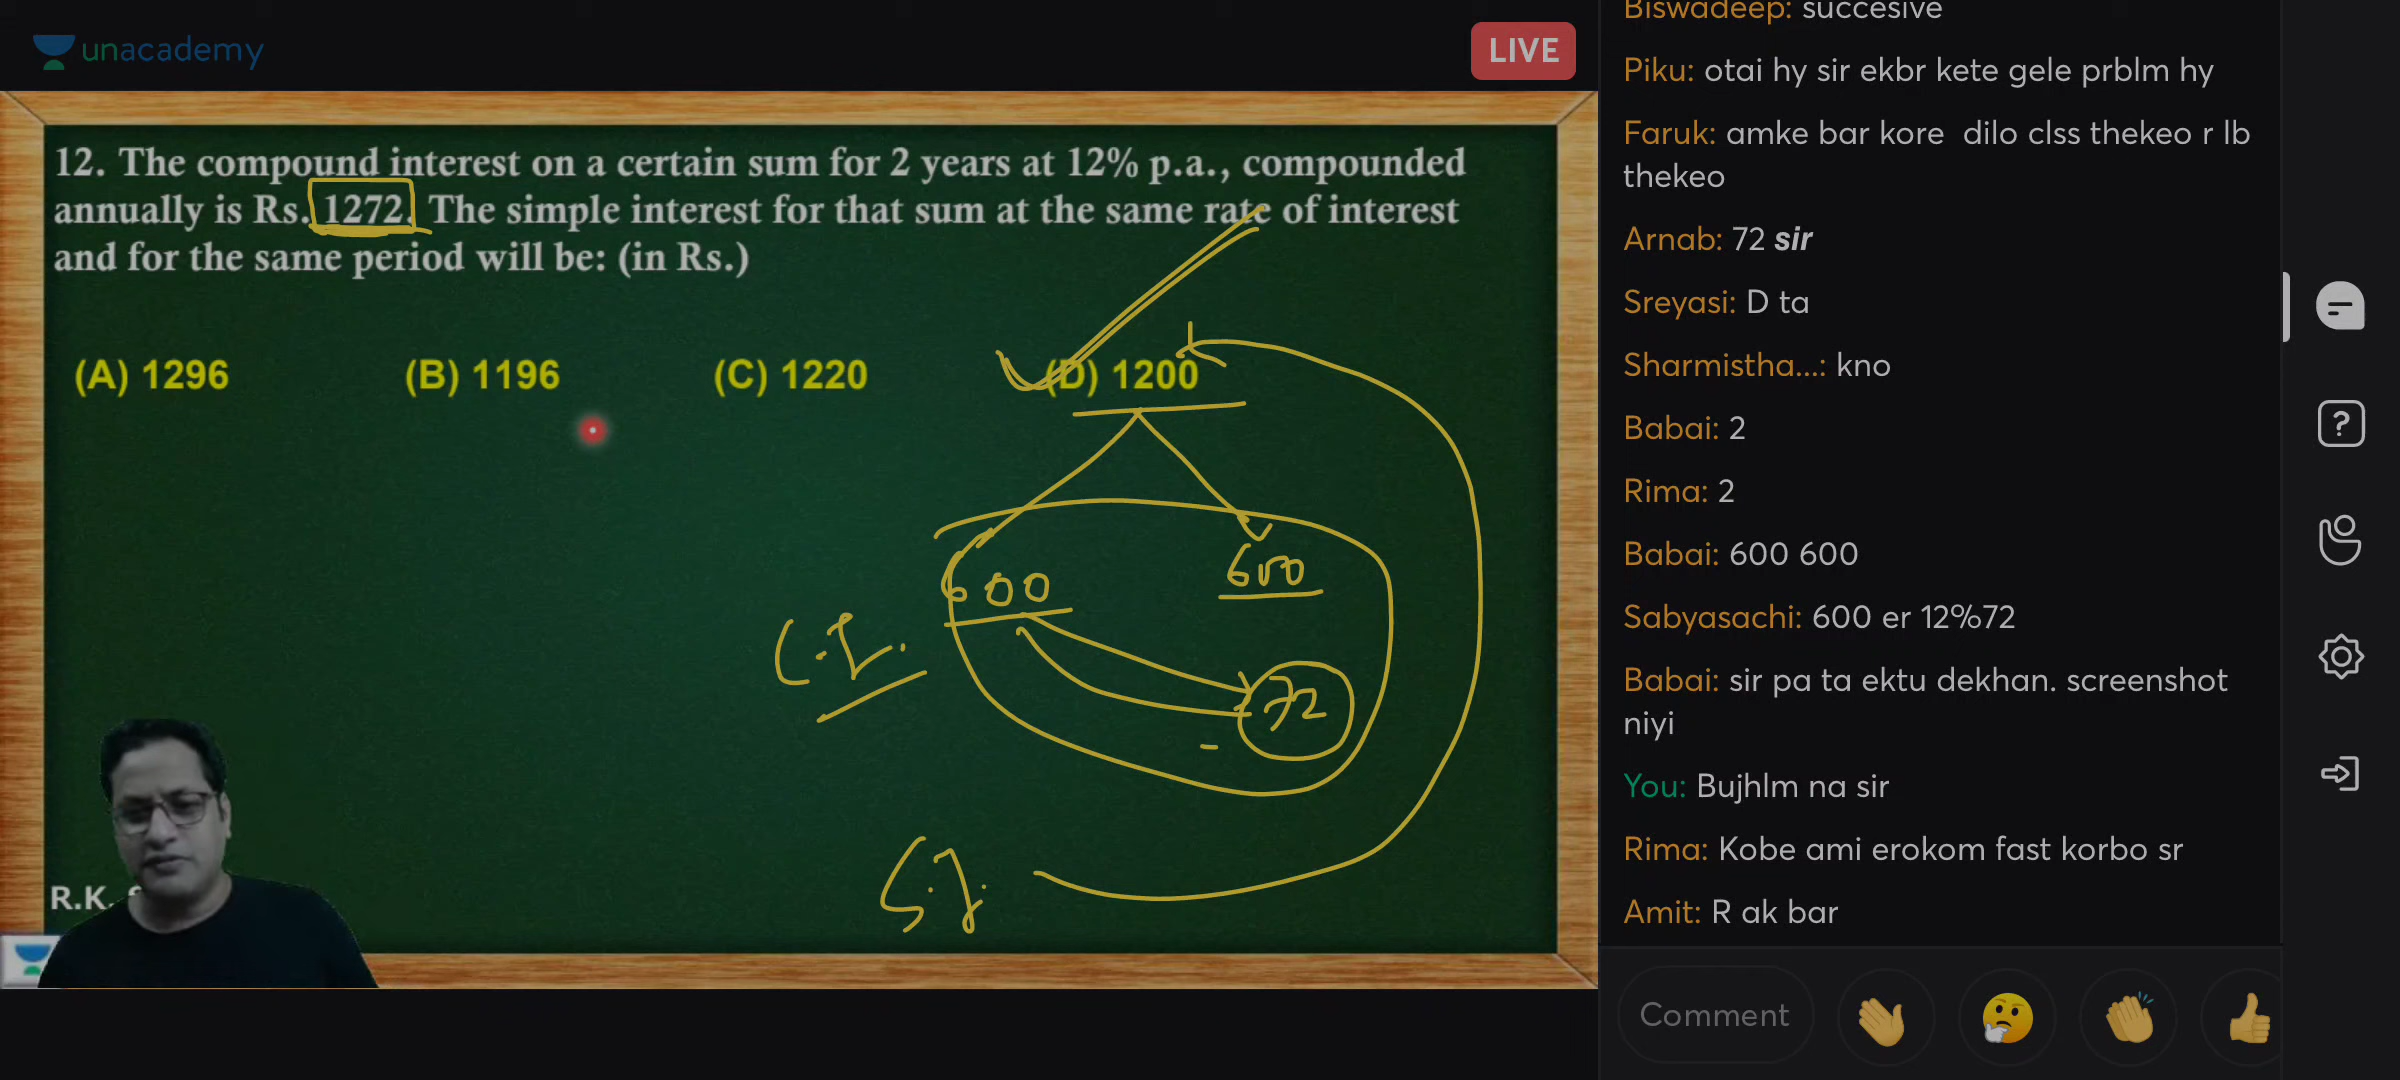 unacademy
LIVE
12. The compound interest on a certain sum for 2 years at 12% p.a., compounded
annually is Rs. 1272. The simple interest for that sum at the same rate of interest
and for the same period will be: (in Rs.)
(A) 1296 (B) 1196 (C) 1220 (D) 1200
600 600
C.I.
72
S.I.
R.K.
Biswadeep: succesive
Piku: otai hy sir ekbr kete gele prblm hy
Faruk: amke bar kore dilo clss thekeo r lb
thekeo
Arnab: 72 sir
Sreyasi: D ta
Sharmistha...: kno
Babai: 2
Rima: 2
Babai: 600 600
Sabyasachi: 600 er 12%72
Babai: sir pa ta ektu dekhan. screenshot
niyi
You: Bujhlm na sir
Rima: Kobe ami erokom fast korbo sr
Amit: R ak bar
Comment